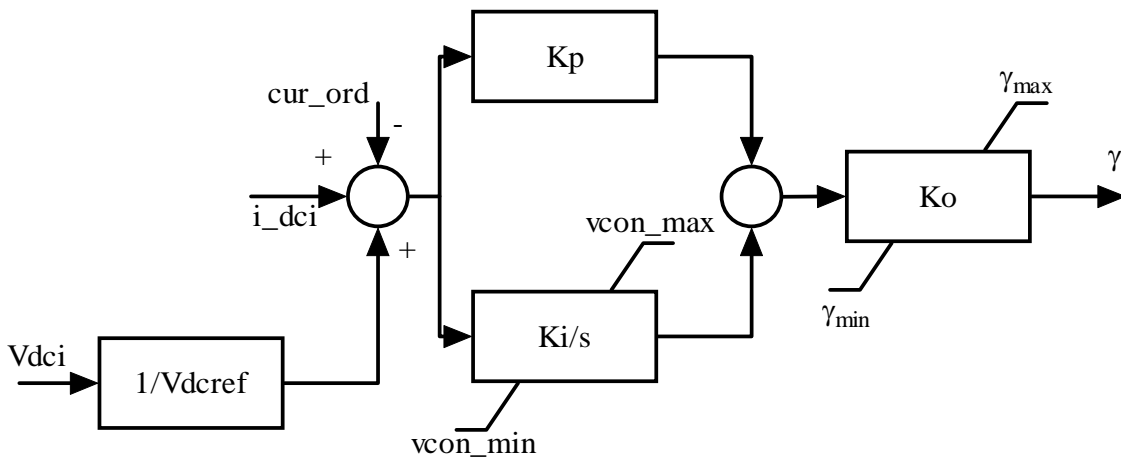 Kp
γmax
cur_ord
-
+
i_dci
γ
Ko
+
vcon_max
γmin
Ki/s
Vdci
1/Vdcref
vcon_min